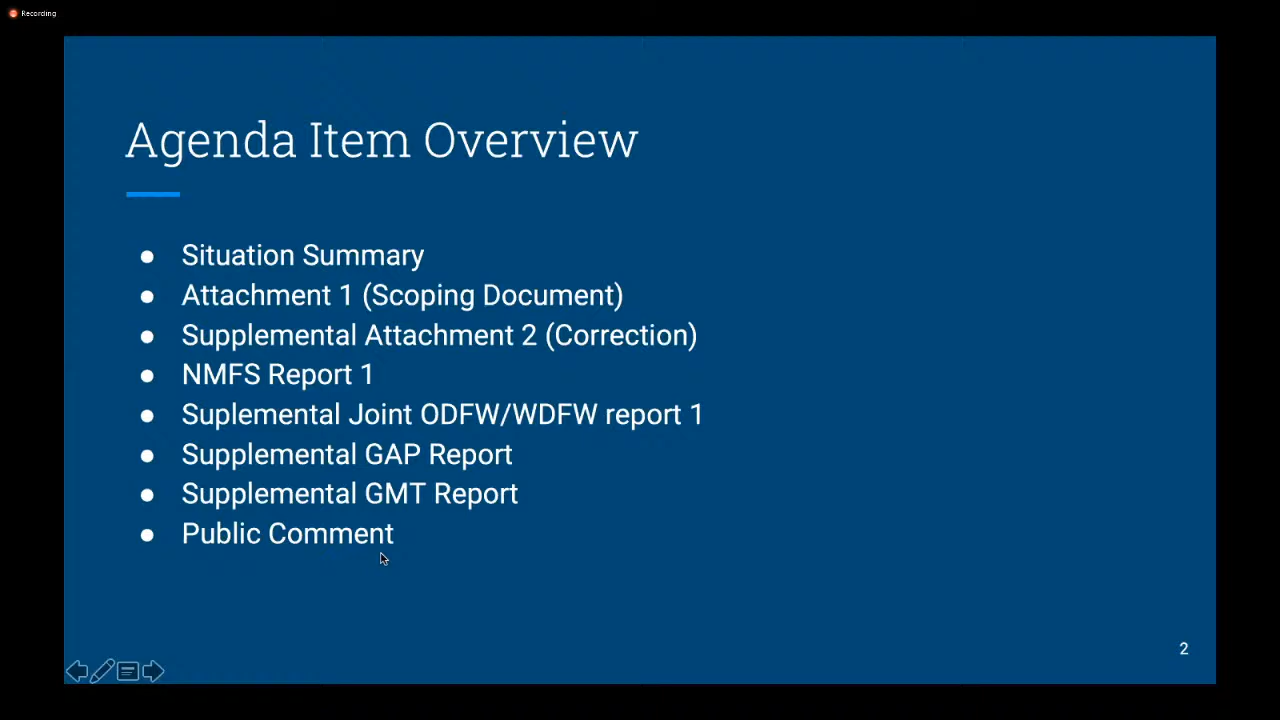 Recording
Agenda Item Overview
● Situation Summary
● Attachment 1 (Scoping Document)
● Supplemental Attachment 2 (Correction)
● NMFS Report 1
● Suplemental Joint ODFW/WDFW report 1
● Supplemental GAP Report
● Supplemental GMT Report
● Public Comment
2